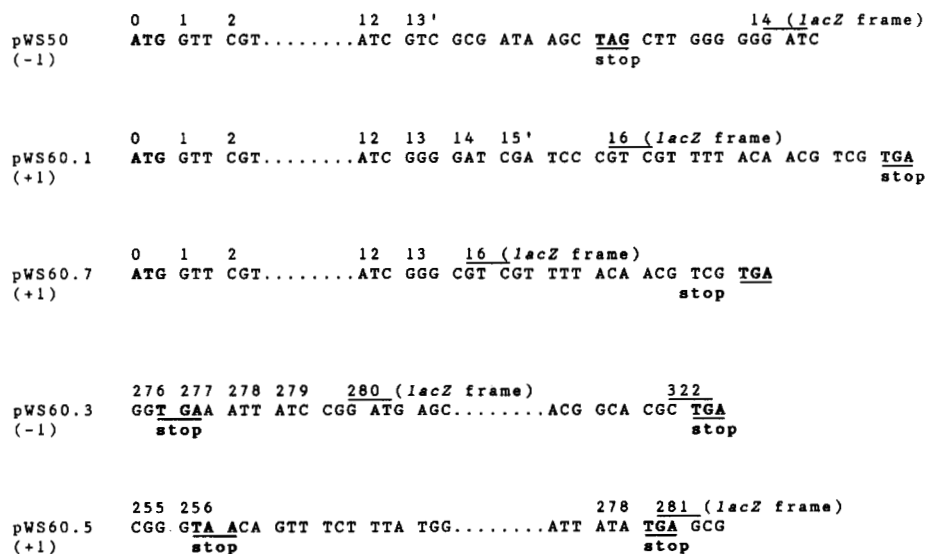 0 1 2 12 13' 14 (lacZ frame)
pWS50 ATG GTT CGT........ATC GTC GCG ATA AGC TAG CTT GGG GGG ATC
(-1) stop
0 1 2 12 13 14 15' 16 (lacZ frame)
pWS60.1 ATG GTT CGT........ATC GGG GAT CGA TCC CGT CGT TTT ACA ACG TCG TGA
(+1) stop
0 1 2 12 13 16 (lacZ frame)
pWS60.7 ATG GTT CGT........ATC GGG CGT CGT TTT ACA ACG TCG TGA
(+1) stop
276 277 278 279 280 (lacZ frame) 322
pWS60.3 GGT GAA ATT ATC CGG ATG AGC........ACG GCA CGC TGA
(-1) stop stop
255 256 278 281 (lacZ frame)
pWS60.5 CGG GTA ACA GTT TCT TTA TGG........ATT ATA TGA GCG
(+1) stop stop